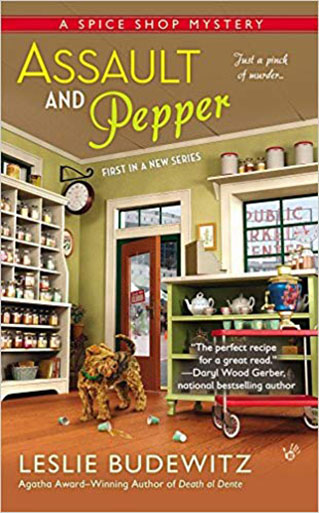 A SPICE SHOP MYSTERY
ASSAULT
AND
Pepper
Just a pinch
of murder...
FIRST IN A NEW SERIES
PUBLIC
MARKET
CENTER
"The perfect recipe
for a great read."
—Daryl Wood Gerber,
national bestselling author
LESLIE BUDEWITZ
Agatha Award–Winning Author of Death al Dente